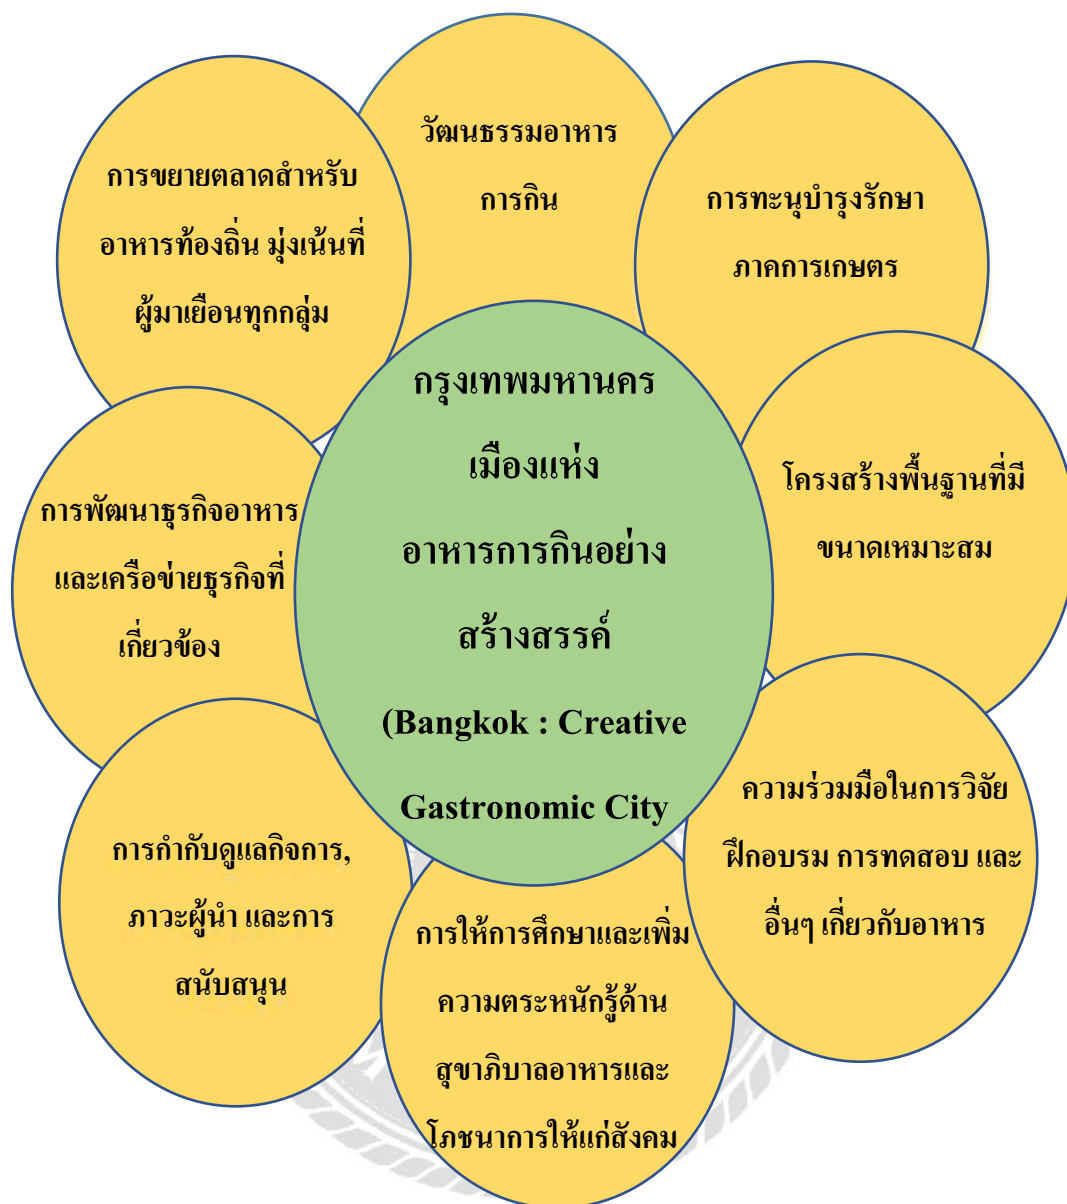 วัฒนธรรมอาหาร
การกิน
การทะนุบำรุงรักษา
ภาคการเกษตร
โครงสร้างพื้นฐานที่มี
ขนาดเหมาะสม
ความร่วมมือในการวิจัย
ฝึกอบรม การทดสอบ และ
อื่นๆ เกี่ยวกับอาหาร
การให้การศึกษาและเพิ่ม
ความตระหนักรู้ด้าน
สุขาภิบาลอาหารและ
โภชนาการให้แก่สังคม
การกำกับดูแลกิจการ,
ภาวะผู้นำ และการ
สนับสนุน
การพัฒนาธุรกิจอาหาร
และเครือข่ายธุรกิจที่
เกี่ยวข้อง
การขยายตลาดสำหรับ
อาหารท้องถิ่น มุ่งเน้นที่
ผู้มาเยือนทุกกลุ่ม
กรุงเทพมหานคร
เมืองแห่ง
อาหารการกินอย่าง
สร้างสรรค์
(Bangkok : Creative
Gastronomic City